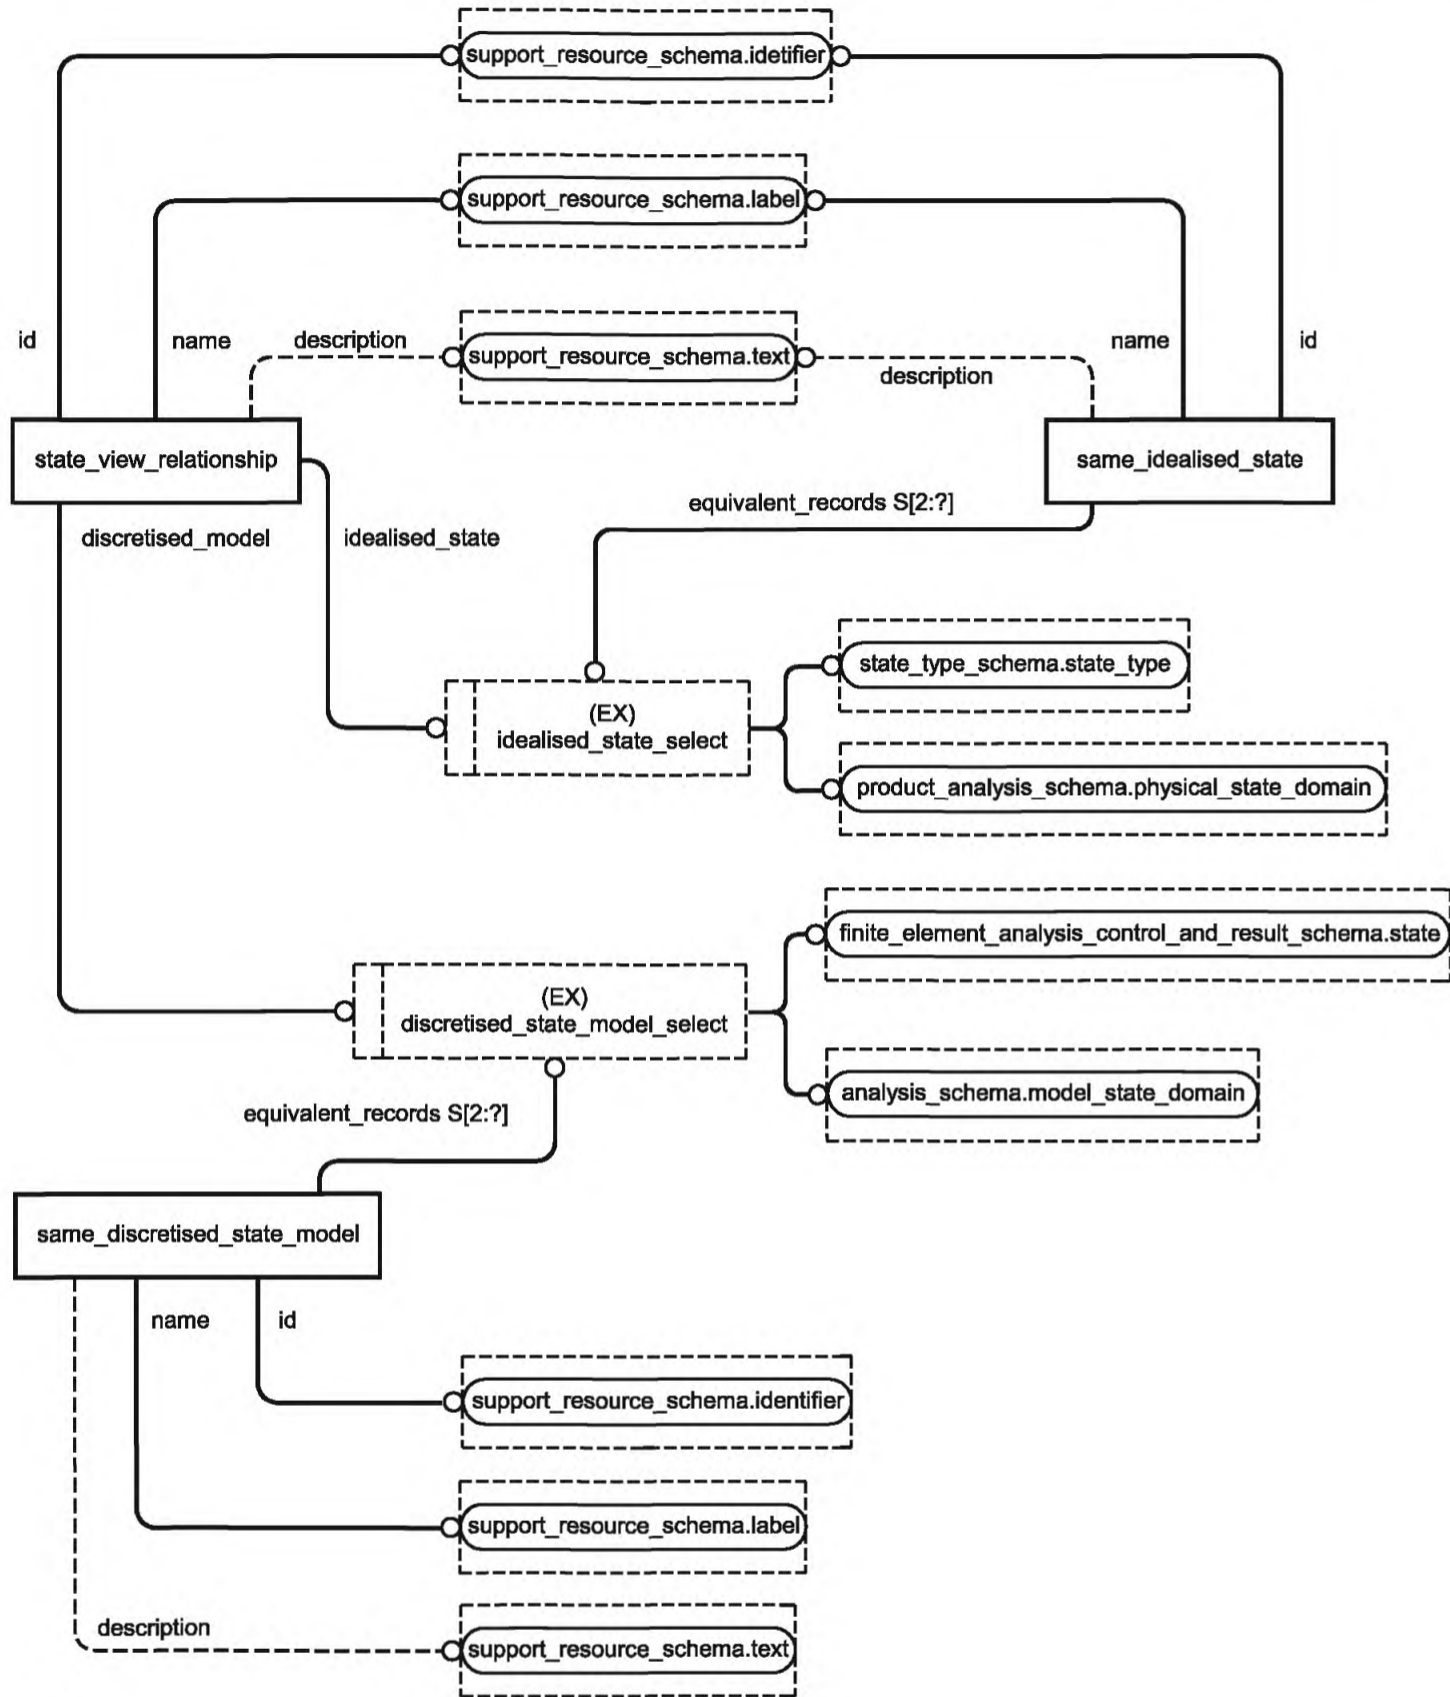 support_resource_schema.idetifier
support_resource_schema.label
id
name
description
support_resource_schema.text
description
name
id
state_view_relationship
same_idealised_state
discretised_model
idealised_state
equivalent_records S[2:?]
state_type_schema.state_type
(EX)
idealised_state_select
product_analysis_schema.physical_state_domain
finite_element_analysis_control_and_result_schema.state
(EX)
discretised_state_model_select
analysis_schema.model_state_domain
equivalent_records S[2:?]
same_discretised_state_model
name
id
support_resource_schema.identifier
support_resource_schema.label
description
support_resource_schema.text